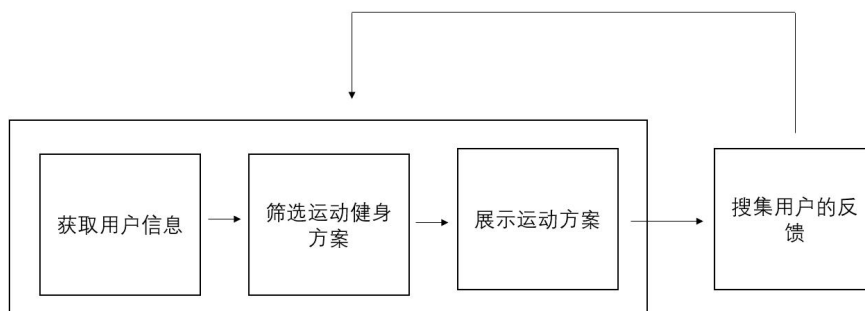 获取用户信息
筛选运动健身
方案
展示运动方案
搜集用户的反
馈